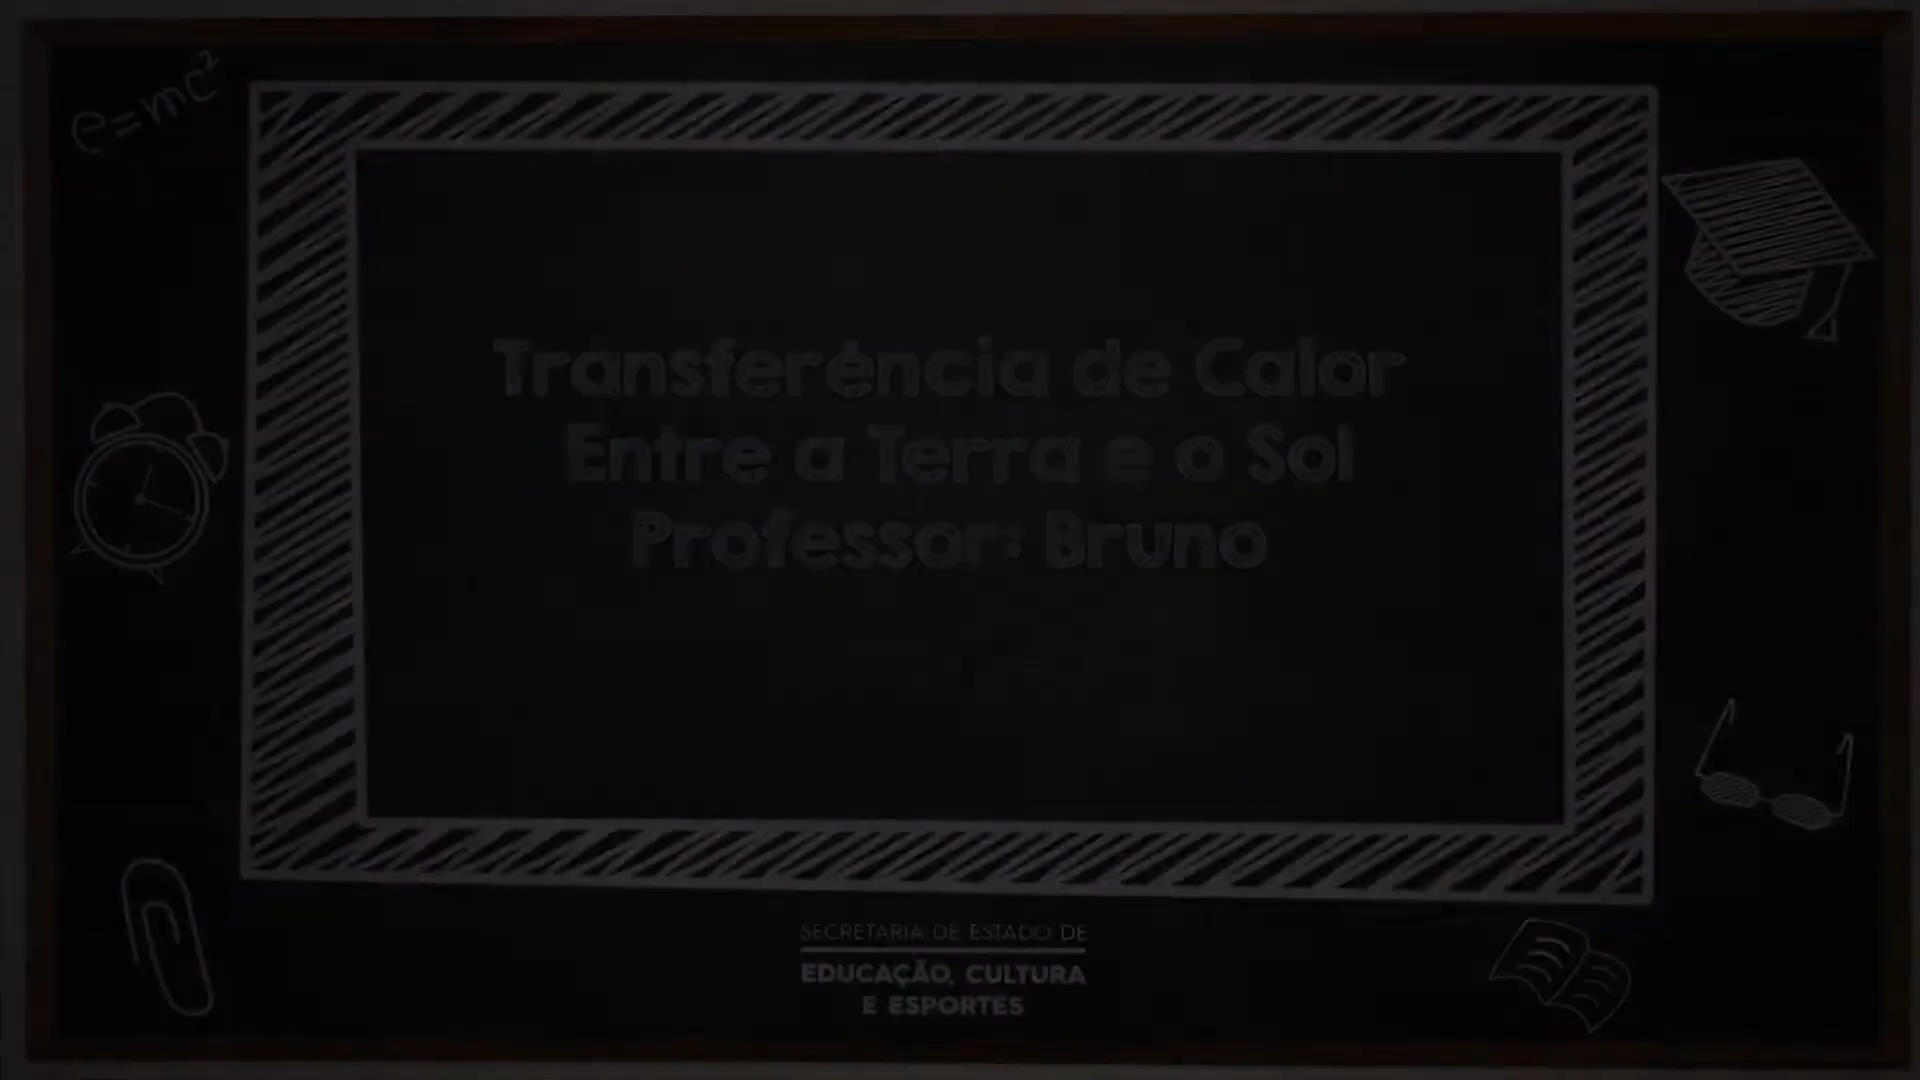 e=mc²
Transferência de Calor
Entre a Terra e o Sol
Professor: Bruno
SECRETARIA DE ESTADO DE
EDUCAÇÃO, CULTURA
E ESPORTES